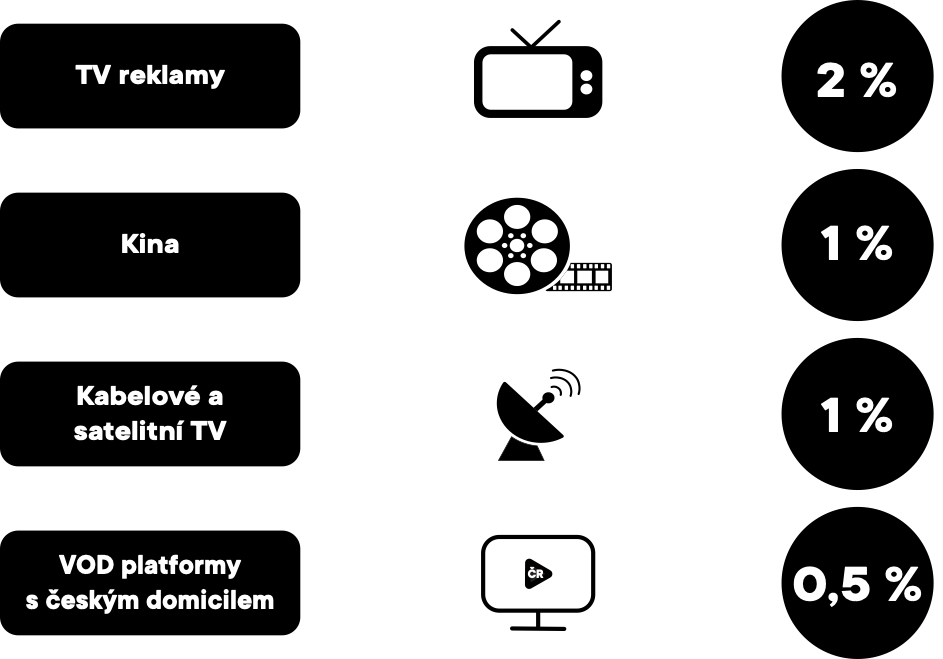 TV reklamy
2 %
Kina
1 %
Kabelové a
satelitní TV
1 %
VOD platformy
s českým domicilem
ČR
0,5 %